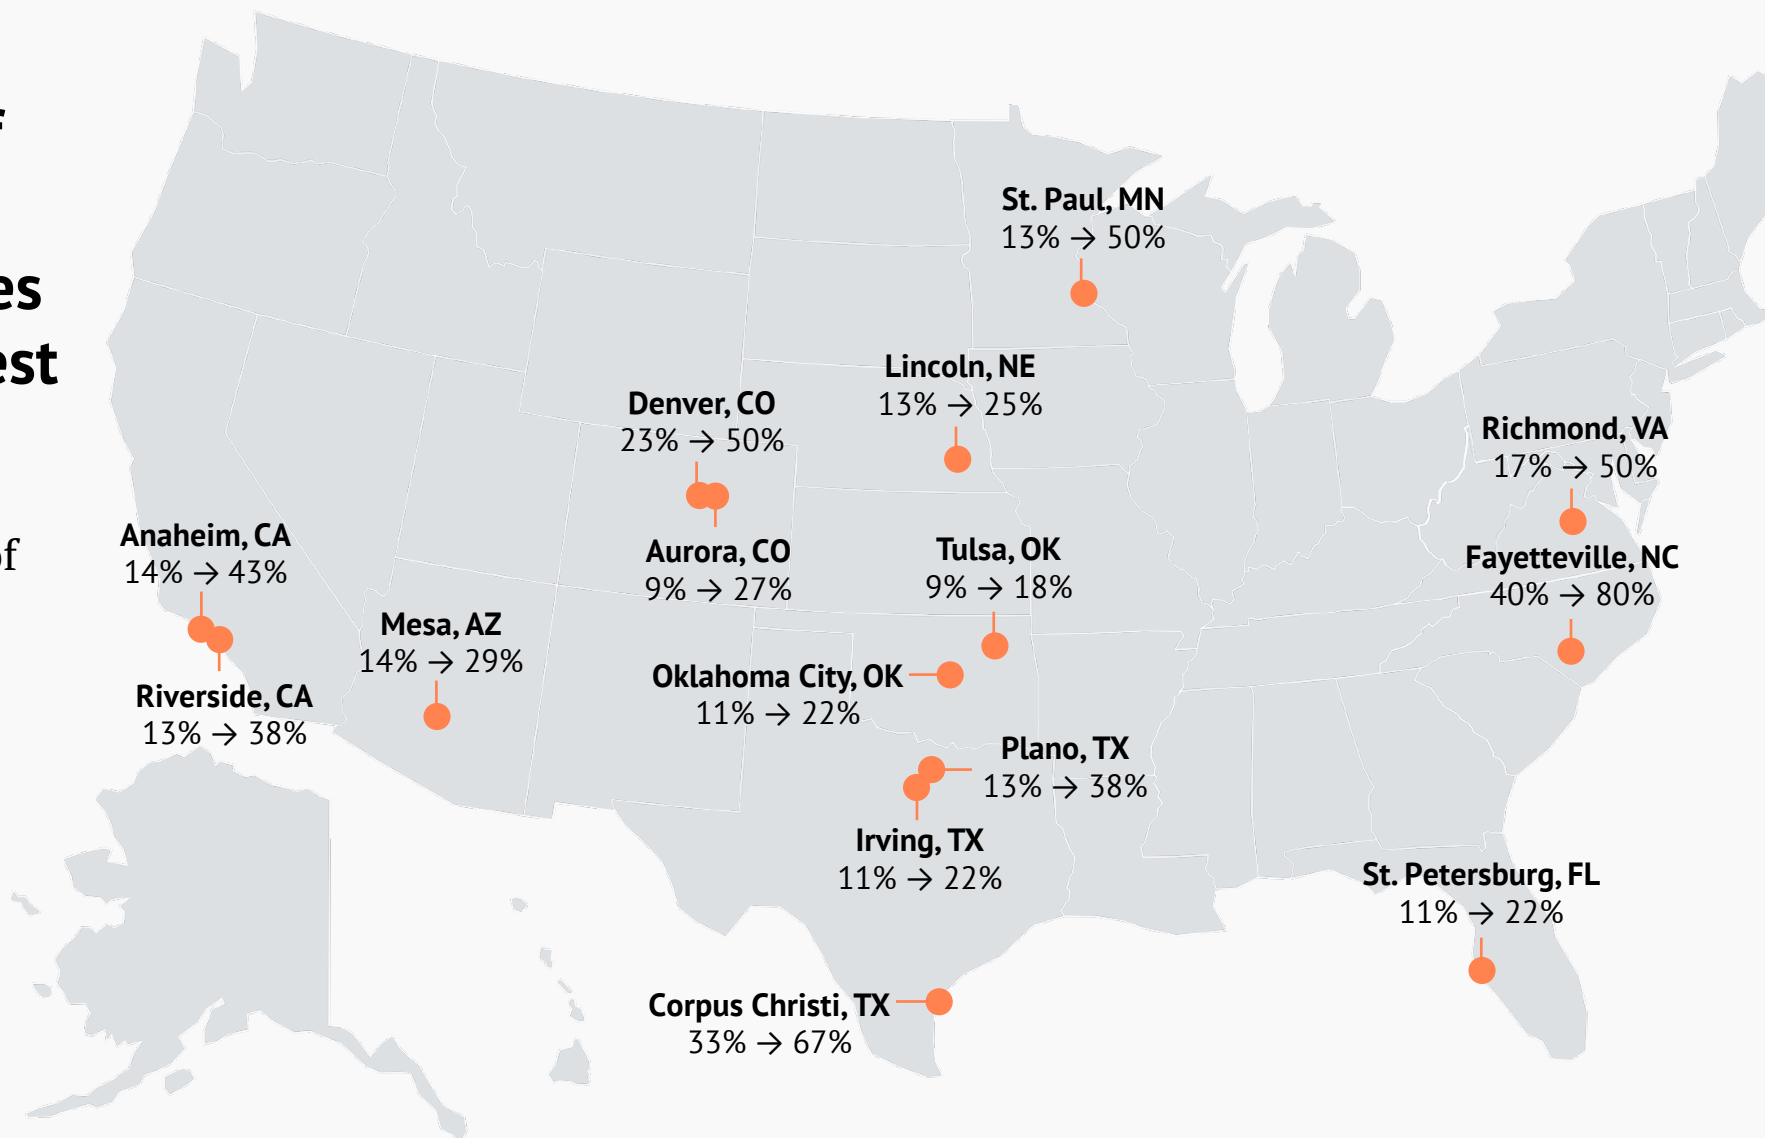 f
es
est
of
St. Paul, MN
13% → 50%
Lincoln, NE
13% → 25%
Denver, CO
23% → 50%
Richmond, VA
17% → 50%
Anaheim, CA
14% → 43%
Aurora, CO
9% → 27%
Tulsa, OK
9% → 18%
Fayetteville, NC
40% → 80%
Mesa, AZ
14% → 29%
Oklahoma City, OK
11% → 22%
Riverside, CA
13% → 38%
Plano, TX
13% → 38%
Irving, TX
11% → 22%
St. Petersburg, FL
11% → 22%
Corpus Christi, TX
33% → 67%